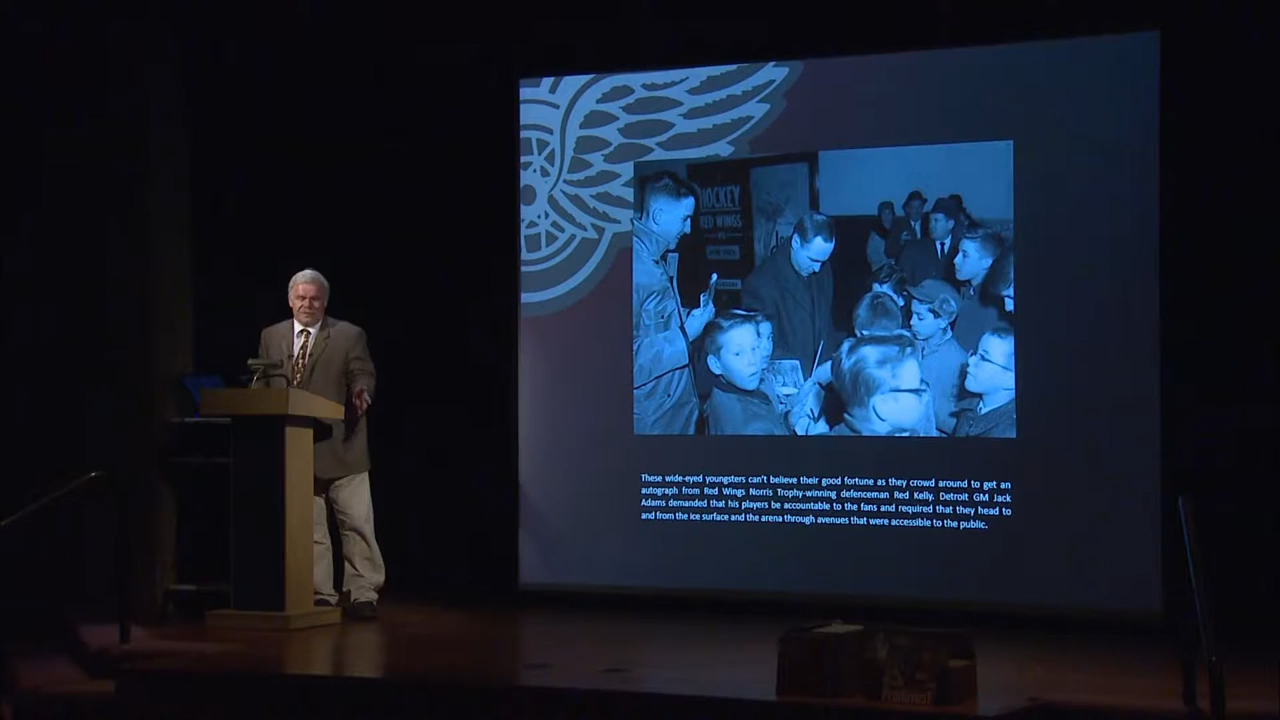 HOCKEY
RED WINGS
VS
NEW YORK
These wide-eyed youngsters can't believe their good fortune as they crowd around to get an
autograph from Red Wings Norris Trophy-winning defenceman Red Kelly. Detroit GM Jack
Adams demanded that his players be accountable to the fans and required that they head to
and from the ice surface and the arena through avenues that were accessible to the public.